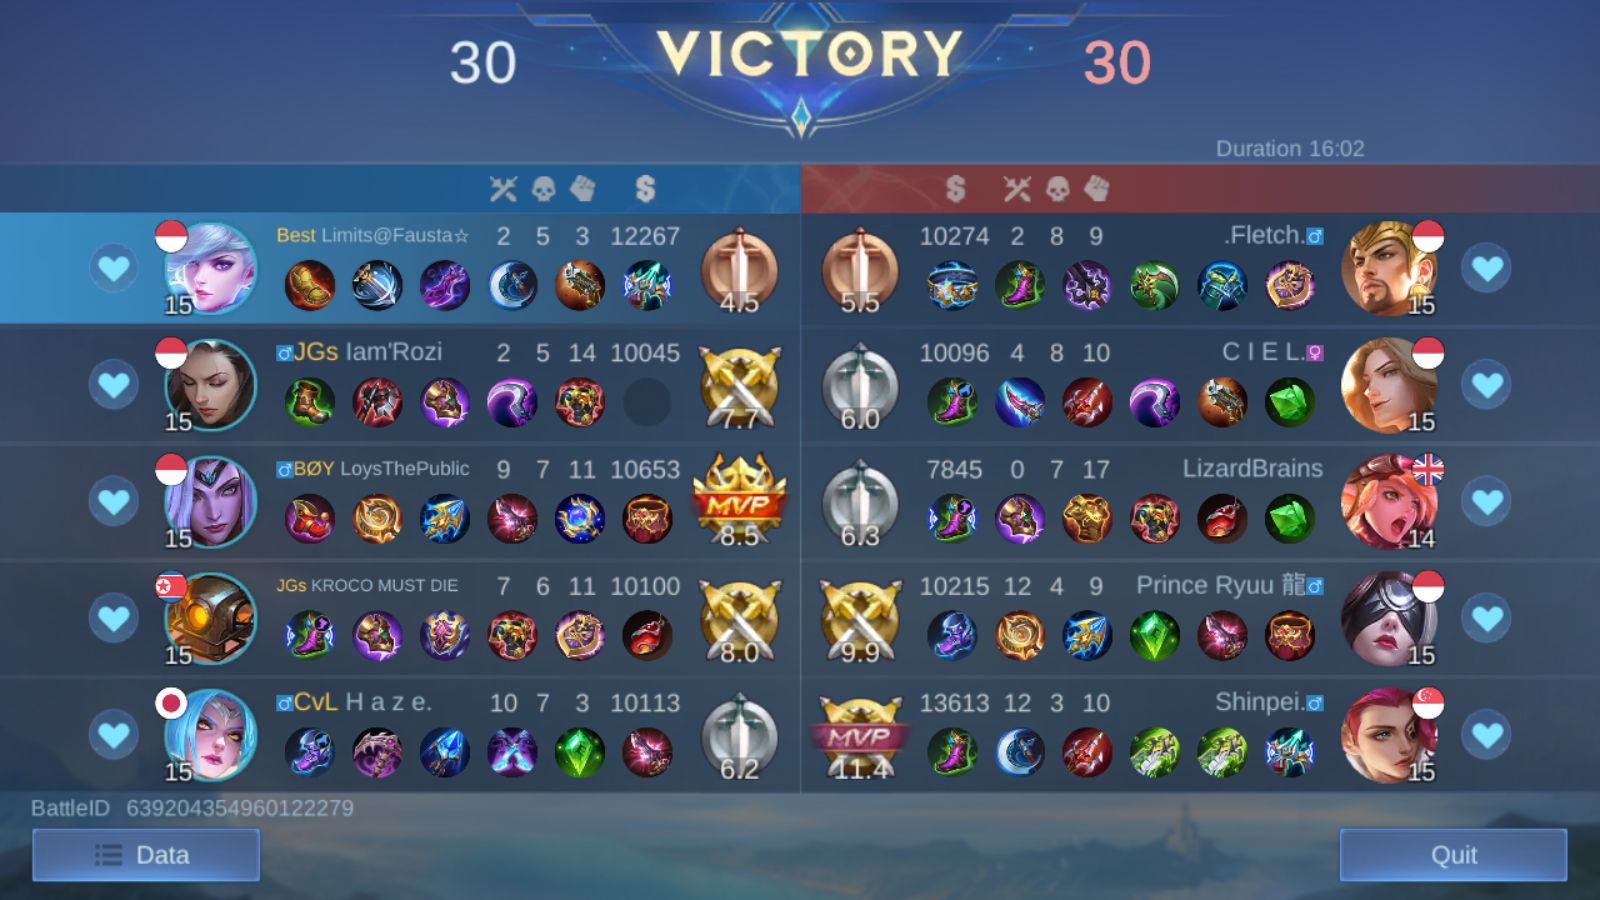 30 VICTORY 30
Duration 16:02
Best Limits@Fausta☆ 2 5 3 12267 4.5 15
10274 2 8 9 .Fletch.♂ 5.5 15
♂JGs Iam'Rozi 2 5 14 10045 7.7 15
10096 4 8 10 C I E L.♀ 6.0 15
♂BØY LoysThePublic 9 7 11 10653 MVP 8.5 15
7845 0 7 17 LizardBrains 6.3 14
JGs KROCO MUST DIE 7 6 11 10100 8.0 15
10215 12 4 9 Prince Ryuu 龍♂ 9.9 15
♂CvL H a z e. 10 7 3 10113 6.2 15
13613 12 3 10 Shinpei.♂ MVP 11.4 15
BattleID 639204354960122279
Data
Quit